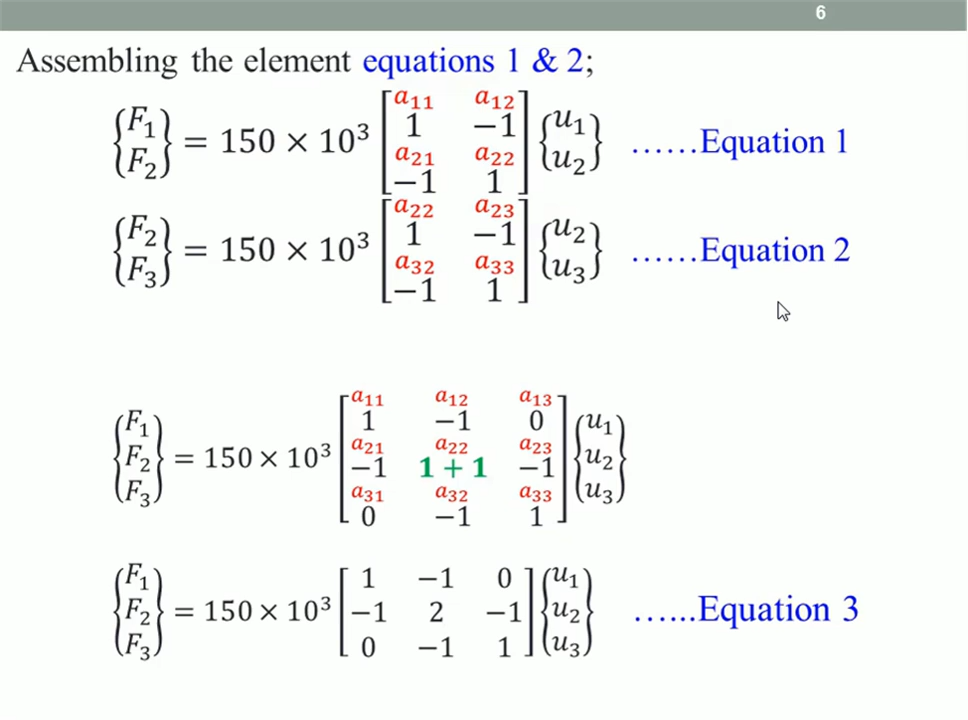 6
Assembling the element equations 1 & 2;
{F₁ F₂} = 150 × 10³ [a₁₁ 1 a₁₂ −1 a₂₁ −1 a₂₂ 1] {u₁ u₂} ……Equation 1
{F₂ F₃} = 150 × 10³ [a₂₂ 1 a₂₃ −1 a₃₂ −1 a₃₃ 1] {u₂ u₃} ……Equation 2
{F₁ F₂ F₃} = 150 × 10³ [a₁₁ 1 a₁₂ −1 a₁₃ 0 a₂₁ −1 a₂₂ 1 + 1 a₂₃ −1 a₃₁ 0 a₃₂ −1 a₃₃ 1] {u₁ u₂ u₃}
{F₁ F₂ F₃} = 150 × 10³ [1 −1 0 −1 2 −1 0 −1 1] {u₁ u₂ u₃} …...Equation 3